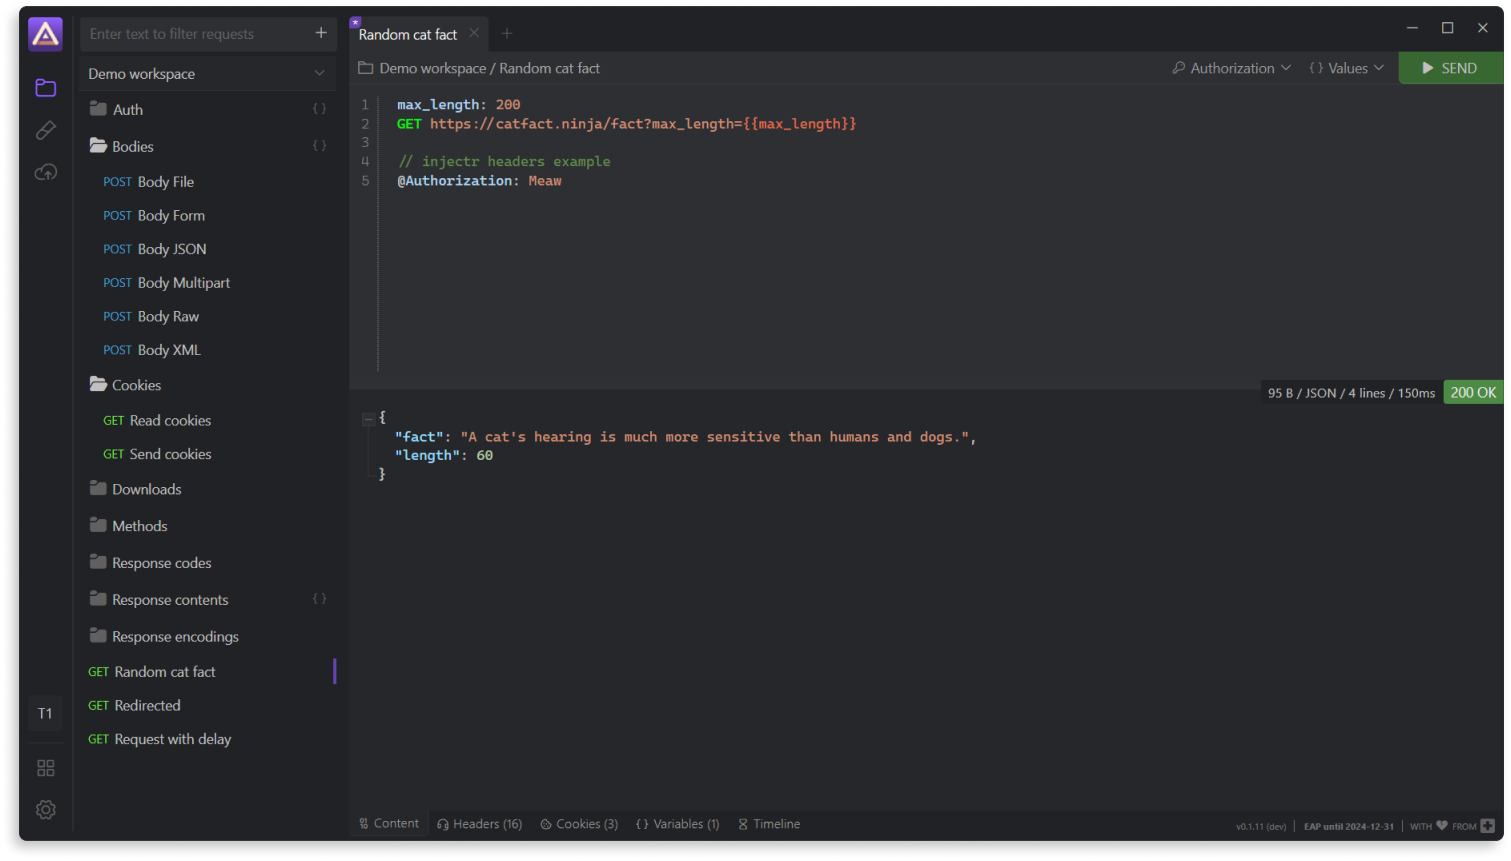 Enter text to filter requests +
Demo workspace
Auth { }
Bodies { }
POST Body File
POST Body Form
POST Body JSON
POST Body Multipart
POST Body Raw
POST Body XML
Cookies
GET Read cookies
GET Send cookies
Downloads
Methods
Response codes
Response contents { }
Response encodings
GET Random cat fact
GET Redirected
GET Request with delay
T1
* Random cat fact × +
Demo workspace / Random cat fact
Authorization { } Values SEND
1 max_length: 200
2 GET https://catfact.ninja/fact?max_length={{max_length}}
3
4 // injectr headers example
5 @Authorization: Meaw
95 B / JSON / 4 lines / 150ms 200 OK
{
"fact": "A cat's hearing is much more sensitive than humans and dogs.",
"length": 60
}
Content Headers (16) Cookies (3) { } Variables (1) Timeline
v0.1.11 (dev) | EAP until 2024-12-31 | WITH ♥ FROM